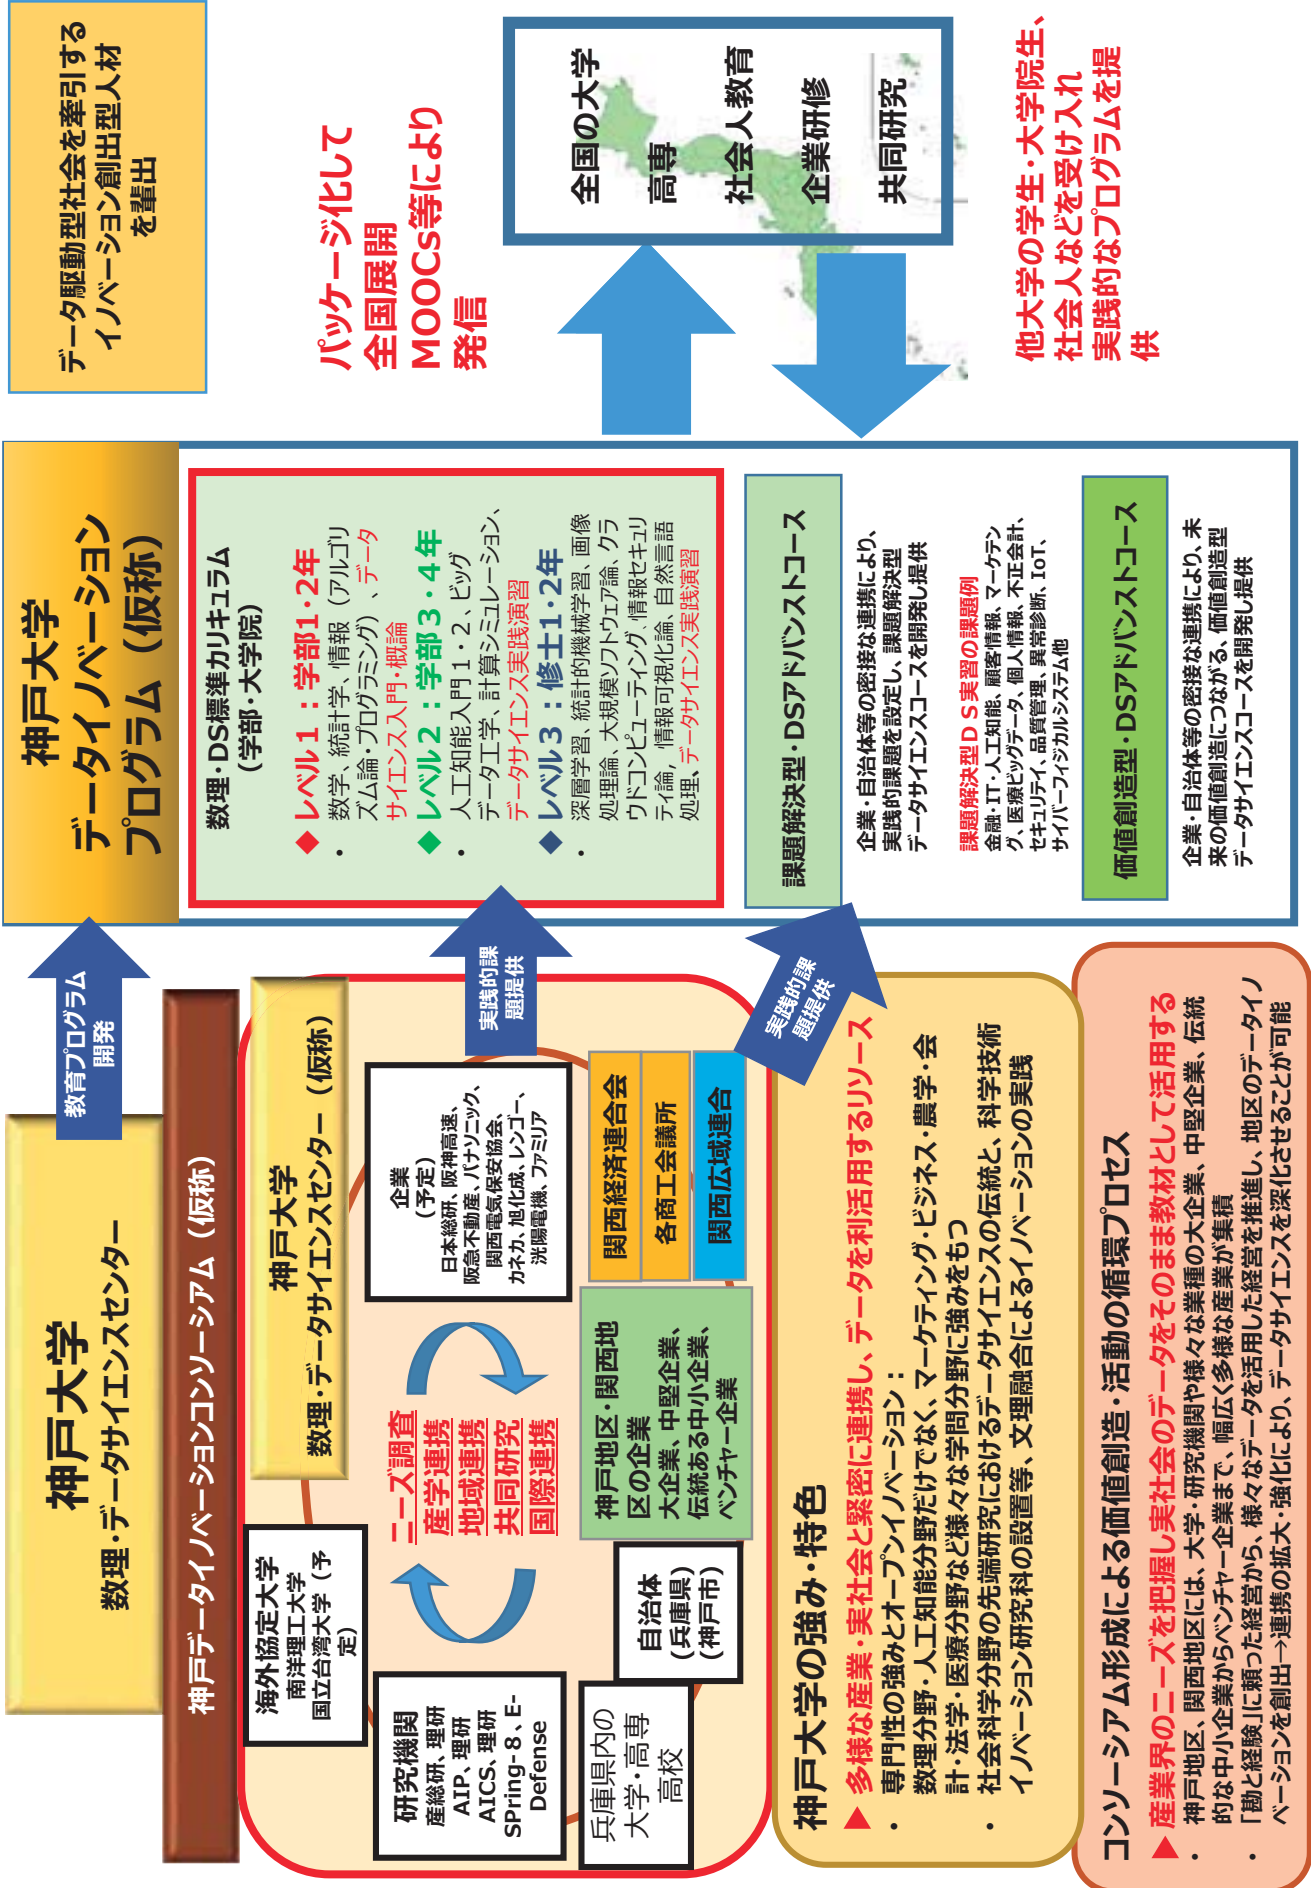 神戸大学
数理・データサイエンスセンター
教育プログラム
開発
神戸大学
データイノベーション
プログラム（仮称）
データ駆動型社会を牽引する
イノベーション創出型人材
を輩出
神戸データイノベーションコンソーシアム（仮称）
神戸大学
数理・データサイエンスセンター（仮称）
海外協定大学
南洋理工大学
国立台湾大学（予
定）
研究機関
産総研、理研
AIP、理研
AICS、理研
SPring-8、E-
Defense
兵庫県内の
大学・高専
高校
自治体
（兵庫県）
（神戸市）
ニーズ調査
産学連携
地域連携
共同研究
国際連携
企業
（予定）
日本総研、阪神高速、
阪急不動産、パナソニック、
関西電気保安協会、
カネカ、旭化成、レンゴー、
洸陽電機、ファミリア
神戸地区・関西地
区の企業
大企業、中堅企業、
伝統ある中小企業、
ベンチャー企業
関西経済連合会
各商工会議所
関西広域連合
実践的課
題提供
実践的課
題提供
数理・DS標準カリキュラム
（学部・大学院）
◆レベル1：学部1・2年
・ 数学、統計学、情報（アルゴリ
ズム論・プログラミング）、データ
サイエンス入門・概論
◆レベル2：学部3・4年
・ 人工知能入門1・2、ビッグ
データ工学、計算シミュレーション、
データサイエンス実践演習
◆レベル3：修士1・2年
・ 深層学習、統計的機械学習、画像
処理論、大規模ソフトウェア論、クラ
ウドコンピューティング、情報セキュリ
ティ論，情報可視化論、自然言語
処理、データサイエンス実践演習
課題解決型・DSアドバンストコース
企業・自治体等の密接な連携により、
実践的課題を設定し、課題解決型
データサイエンスコースを開発し提供
課題解決型ＤＳ実習の課題例
金融・IT・人工知能、顧客情報、マーケテン
グ、医療ビッグデータ、個人情報、不正会計、
セキュリテイ、品質管理、異常診断、IoT、
サイバーフィジカルシステム他
価値創造型・DSアドバンストコース
企業・自治体等の密接な連携により、未
来の価値創造につながる、価値創造型
データサイエンスコースを開発し提供
パッケージ化して
全国展開
MOOCs等により
発信
全国の大学
高専
社会人教育
企業研修
共同研究
他大学の学生・大学院生、
社会人などを受け入れ
実践的なプログラムを提
供
神戸大学の強み・特色
▶多様な産業・実社会と緊密に連携し、データを利活用するリソース
・ 専門性の強みとオープンイノベーション：
数理分野・人工知能分野だけでなく、マーケティング・ビジネス・農学・会
計・法学・医療分野など様々な学問分野に強みをもつ
・ 社会科学分野の先端研究におけるデータサイエンスの伝統と、科学技術
イノベーション研究科の設置等、文理融合によるイノベーションの実践
コンソーシアム形成による価値創造・活動の循環プロセス
▶産業界のニーズを把握し実社会のデータをそのまま教材として活用する
・ 神戸地区、関西地区には、大学・研究機関や様々な業種の大企業、中堅企業、伝統
的な中小企業からベンチャー企業まで、幅広く多様な産業が集積
・ 「勘と経験」に頼った経営から、様々なデータを活用した経営を推進し、地区のデータイノ
ベーションを創出→連携の拡大・強化により、データサイエンスを深化させることが可能